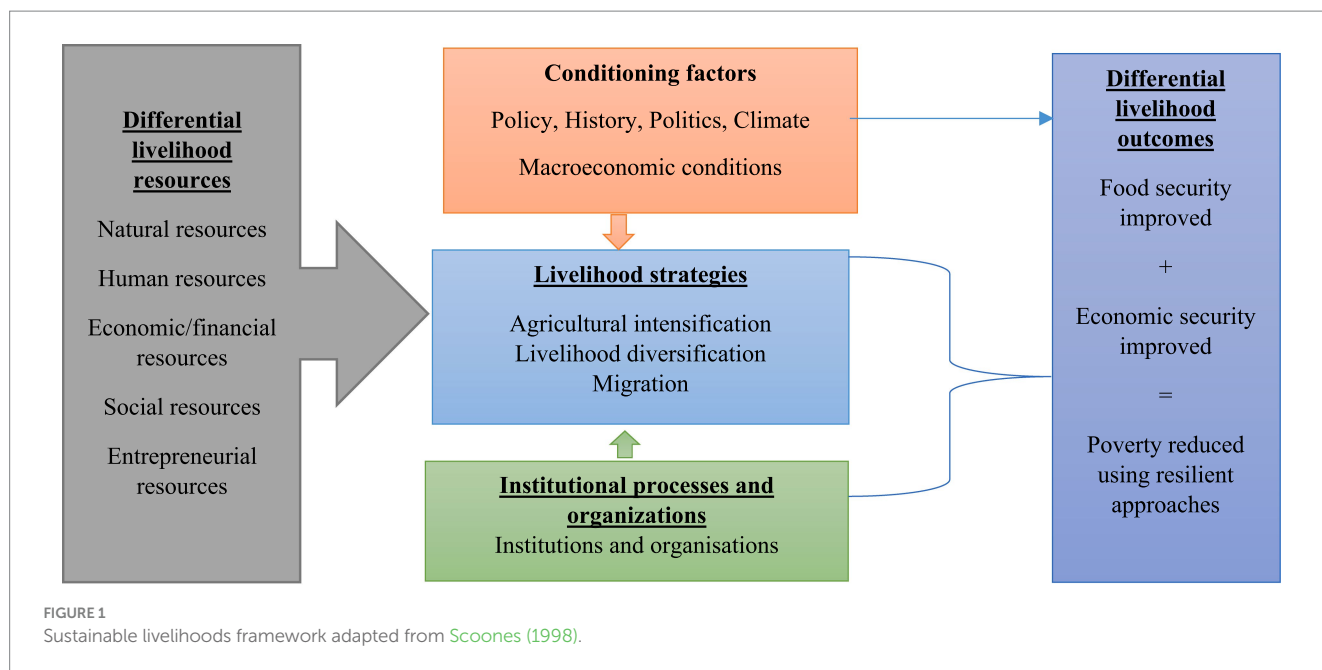 Differential
livelihood
resources
Natural resources
Human resources
Economic/financial
resources
Social resources
Entrepreneurial
resources
Conditioning factors
Policy, History, Politics, Climate
Macroeconomic conditions
Livelihood strategies
Agricultural intensification
Livelihood diversification
Migration
Institutional processes and
organizations
Institutions and organisations
Differential
livelihood
outcomes
Food security
improved
+
Economic security
improved
=
Poverty reduced
using resilient
approaches
FIGURE 1
Sustainable livelihoods framework adapted from Scoones (1998).